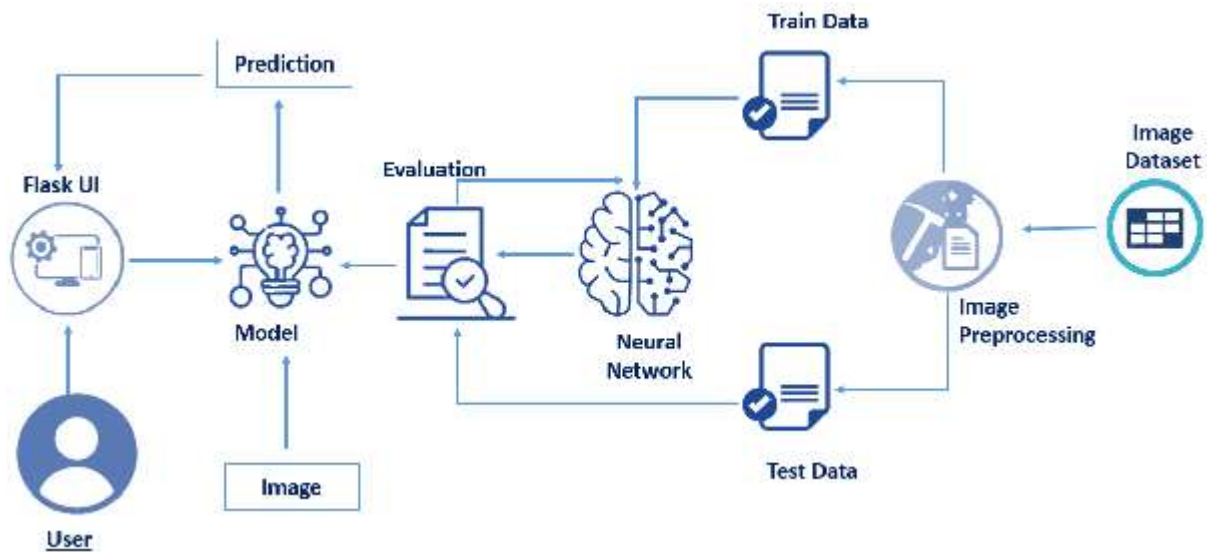 Train Data
Prediction
Image
Dataset
Evaluation
Flask UI
Image
Preprocessing
Model
Neural
Network
Test Data
Image
User